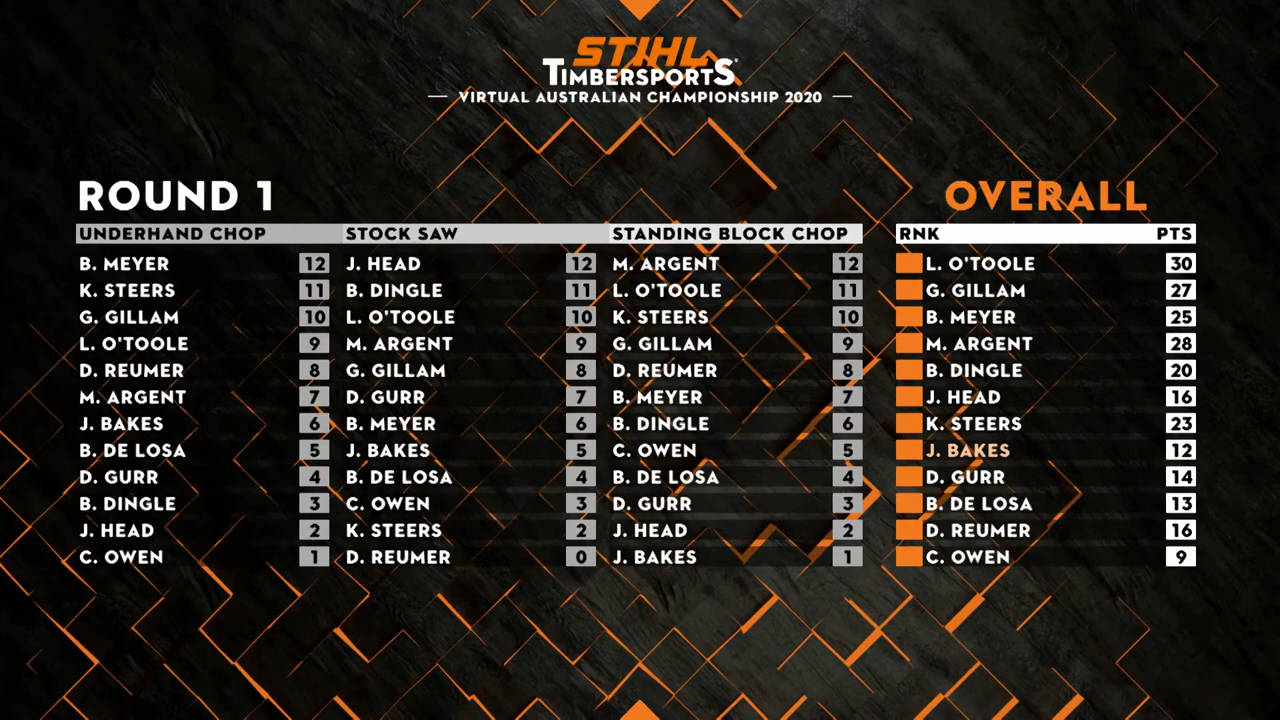 STIHL
TIMBERSPORTS®
VIRTUAL AUSTRALIAN CHAMPIONSHIP 2020
ROUND 1 OVERALL
UNDERHAND CHOP STOCK SAW STANDING BLOCK CHOP RNK PTS
B. MEYER 12 J. HEAD 12 M. ARGENT 12 L. O'TOOLE 30
K. STEERS 11 B. DINGLE 11 L. O'TOOLE 11 G. GILLAM 27
G. GILLAM 10 L. O'TOOLE 10 K. STEERS 10 B. MEYER 25
L. O'TOOLE 9 M. ARGENT 9 G. GILLAM 9 M. ARGENT 28
D. REUMER 8 G. GILLAM 8 D. REUMER 8 B. DINGLE 20
M. ARGENT 7 D. GURR 7 B. MEYER 7 J. HEAD 16
J. BAKES 6 B. MEYER 6 B. DINGLE 6 K. STEERS 23
B. DE LOSA 5 J. BAKES 5 C. OWEN 5 J. BAKES 12
D. GURR 4 B. DE LOSA 4 B. DE LOSA 4 D. GURR 14
B. DINGLE 3 C. OWEN 3 D. GURR 3 B. DE LOSA 13
J. HEAD 2 K. STEERS 2 J. HEAD 2 D. REUMER 16
C. OWEN 1 D. REUMER 0 J. BAKES 1 C. OWEN 9